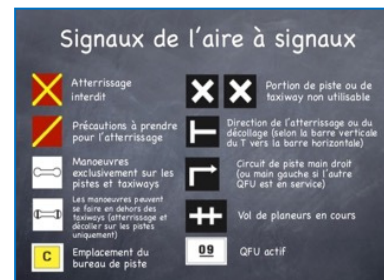 Signaux de l'aire à signaux
Atterrissage
interdit
Précautions à prendre
pour l'atterrissage
Manoeuvres
exclusivement sur les
pistes et taxiways
Les manoeuvres peuvent
se faire en dehors des
taxiways (atterrissage et
décoller sur les pistes
uniquement)
C
Emplacement du
bureau de piste
Portion de piste ou de
taxiway non utilisable
Direction de l'atterrissage ou du
décollage (selon la barre verticale
du T vers la barre horizontale)
Circuit de piste main droit
(ou main gauche si l'autre
QFU est en service)
Vol de planeurs en cours
09
QFU actif